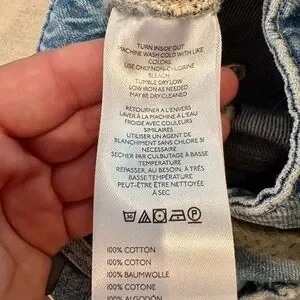 TURN INSIDE OUT
MACHINE WASH COLD WITH LIKE
COLORS
USE ONLY NON-CHLORINE
BLEACH
TUMBLE DRY LOW
LOW IRON AS NEEDED
MAY BE DRY CLEANED
RETOURNER A L'ENVERS
LAVER À LA MACHINE À L'EAU
FROIDE AVEC COULEURS
SIMILAIRES
UTILISER UN AGENT DE
BLANCHIMENT SANS CHLORE SI
NÉCESSAIRE
SECHER PAR CULBUTAGE À BASSE
TEMPERATURE
RÉPASSER, AU BESOIN, À TRÈS
BASSE TEMPÉRATURE
PEUT-ÊTRE ÊTRE NETTOYÉE
À SEC
P
100% COTTON
100% COTON
100% BAUMWOLLE
100% COTONE
100% ALGODÓN